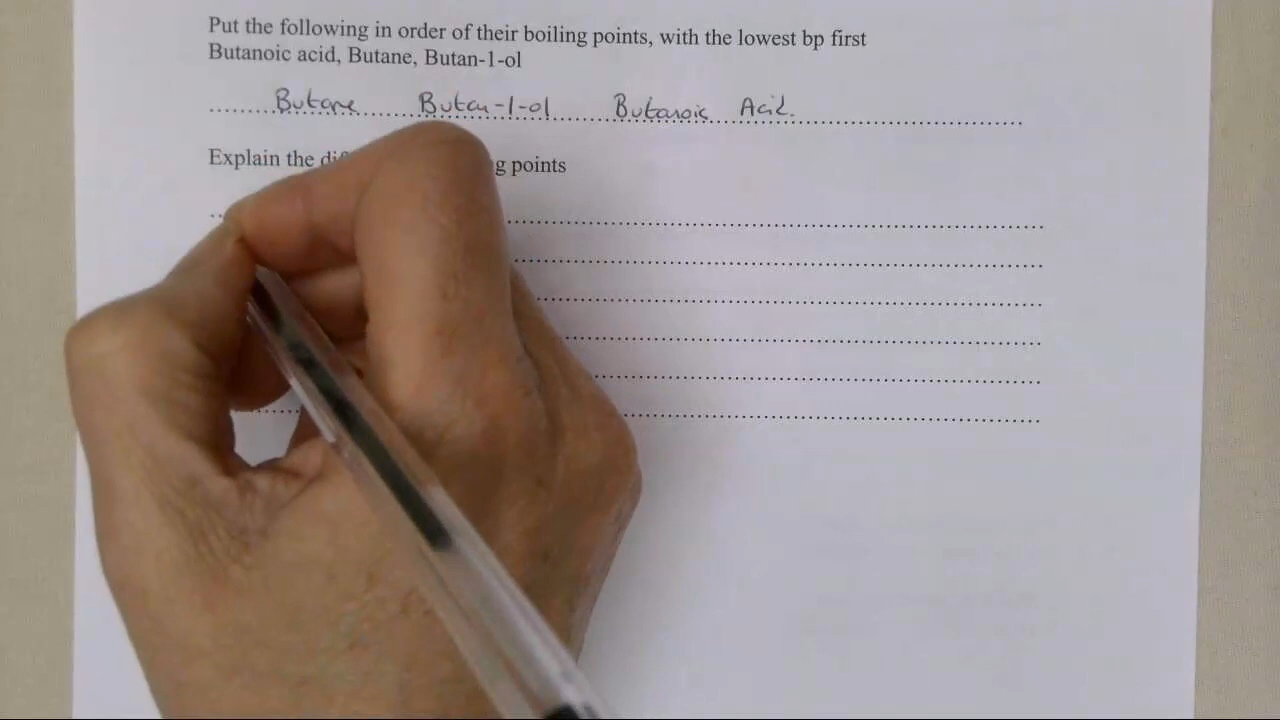 Put the following in order of their boiling points, with the lowest bp first
Butanoic acid, Butane, Butan-1-ol
Butane Butan-1-ol Butanoic Acid.
Explain the points